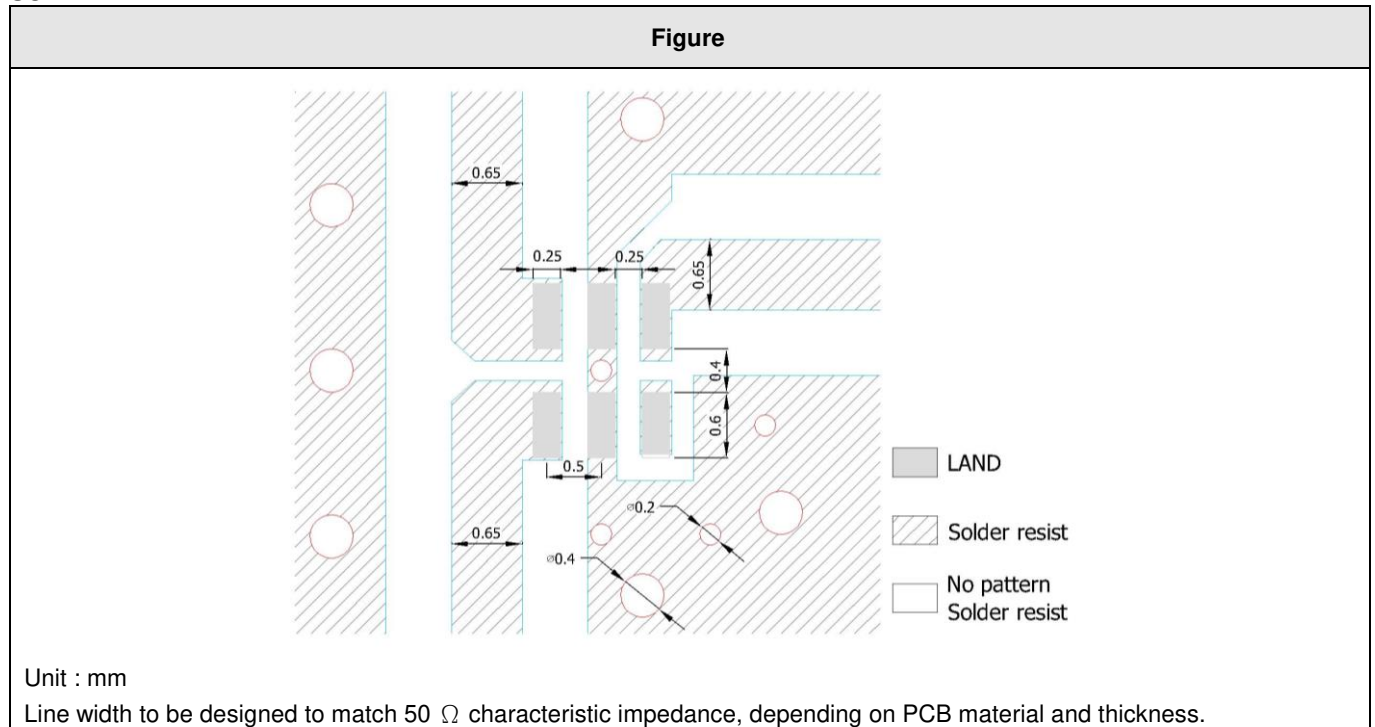 Figure
0.65
0.25
0.25
0.65
0.4
0.6
0.5
⌀0.2
0.65
⌀0.4
LAND
Solder resist
No pattern
Solder resist
Unit : mm
Line width to be designed to match 50 Ω characteristic impedance, depending on PCB material and thickness.